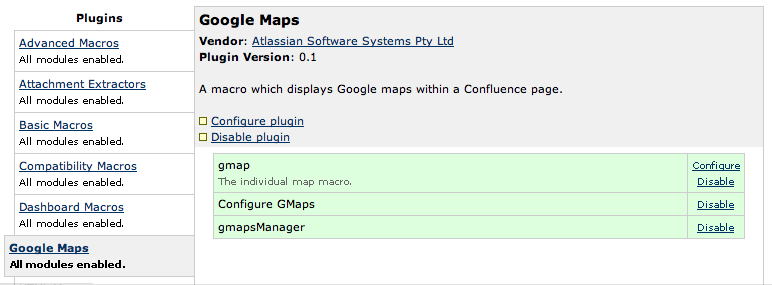 Plugins
Advanced Macros
All modules enabled.
Attachment Extractors
All modules enabled.
Basic Macros
All modules enabled.
Compatibility Macros
All modules enabled.
Dashboard Macros
All modules enabled.
Google Maps
All modules enabled.
Google Maps
Vendor: Atlassian Software Systems Pty Ltd
Plugin Version: 0.1
A macro which displays Google maps within a Confluence page.
Configure plugin
Disable plugin
gmap Configure
The individual map macro. Disable
Configure GMaps Disable
gmapsManager Disable